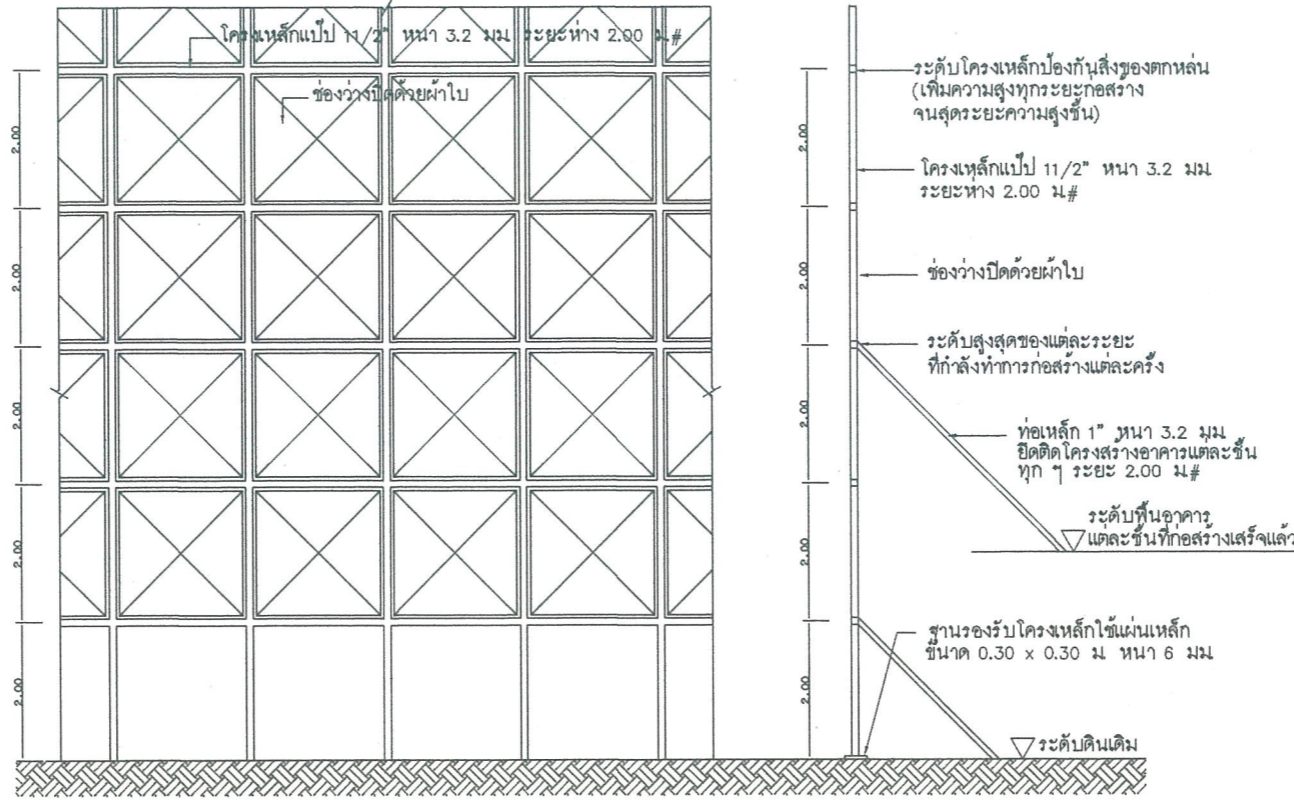 โครงเหล็กแป๊ป 11/2" หนา 3.2 มม. ระยะห่าง 2.00 ม.#
ช่องว่างปิดด้วยผ้าใบ
2.00
2.00
2.00
2.00
2.00
ระดับโครงเหล็กป้องกันสิ่งของตกหล่น
(เพิ่มความสูงทุกระยะกอสร้าง
จนสุดระยะความสูงชั้น)
2.00
โครงเหล็กแป๊ป 11/2" หนา 3.2 มม.
ระยะห่าง 2.00 ม.#
2.00
ช่องว่างปิดด้วยผ้าใบ
ระดับสูงสุดของแต่ละระยะ
ที่กำลังทำการก่อสร้างแต่ละครั้ง
2.00
ท่อเหล็ก 1" หนา 3.2 มม.
ยึดติดโครงสร้างอาคารแต่ละชั้น
ทุก ๆ ระยะ 2.00 ม.#
ระดับพื้นอาคาร
แต่ละชั้นที่ก่อสร้างเสร็จแล้ว
2.00
ฐานรองรับโครงเหล็กใช้แผ่นเหล็ก
ขนาด 0.30 x 0.30 ม. หนา 6 มม.
2.00
ระดับดินเดิม